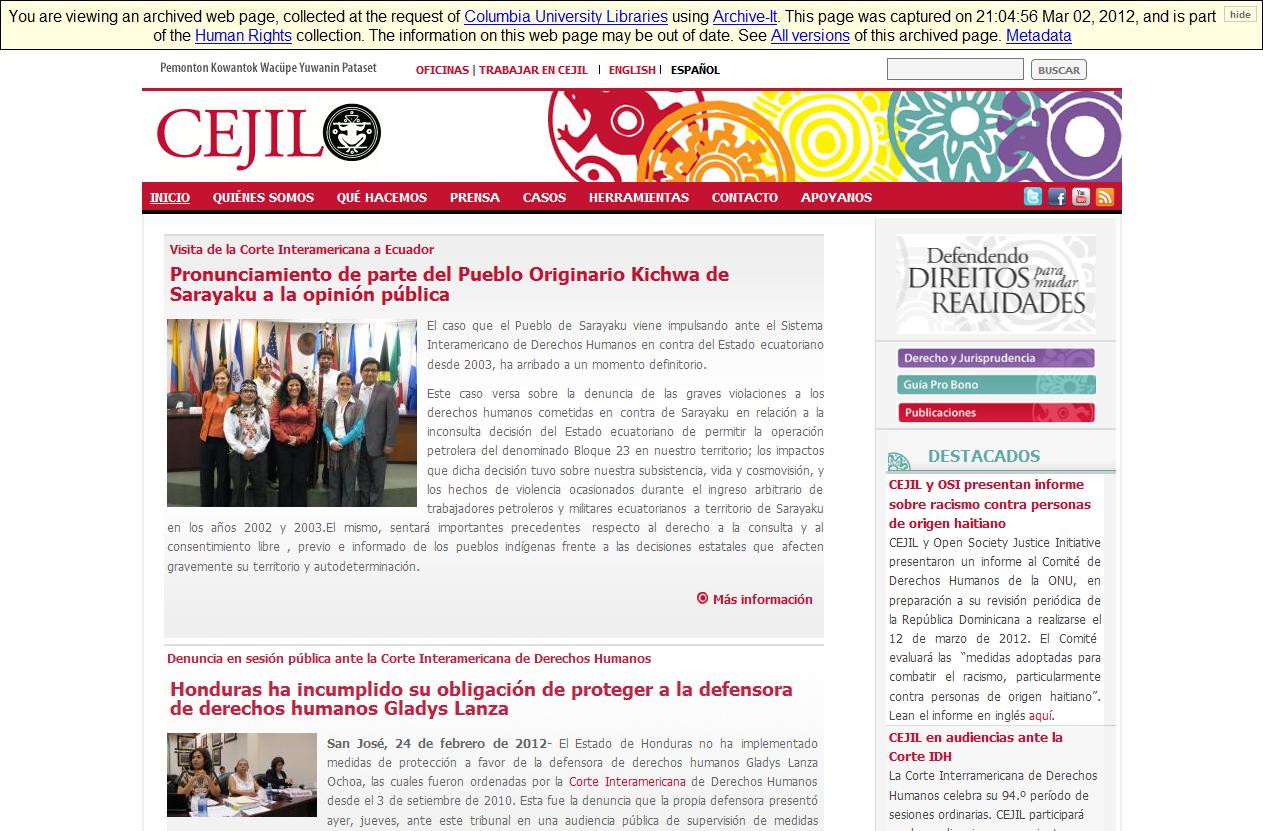 You are viewing an archived web page, collected at the request of Columbia University Libraries using Archive-It. This page was captured on 21:04:56 Mar 02, 2012, and is part
of the Human Rights collection. The information on this web page may be out of date. See All versions of this archived page. Metadata
hide
Pemonton Kowantok Wacüpe Yuwanin Pataset
OFICINAS | TRABAJAR EN CEJIL | ENGLISH | ESPAÑOL
BUSCAR
CEJIL
INICIO QUIÉNES SOMOS QUÉ HACEMOS PRENSA CASOS HERRAMIENTAS CONTACTO APOYANOS
Visita de la Corte Interamericana a Ecuador
Pronunciamiento de parte del Pueblo Originario Kichwa de
Sarayaku a la opinión pública
El caso que el Pueblo de Sarayaku viene impulsando ante el Sistema
Interamericano de Derechos Humanos en contra del Estado ecuatoriano
desde 2003, ha arribado a un momento definitorio.
Este caso versa sobre la denuncia de las graves violaciones a los
derechos humanos cometidas en contra de Sarayaku en relación a la
inconsulta decisión del Estado ecuatoriano de permitir la operación
petrolera del denominado Bloque 23 en nuestro territorio; los impactos
que dicha decisión tuvo sobre nuestra subsistencia, vida y cosmovisión, y
los hechos de violencia ocasionados durante el ingreso arbitrario de
trabajadores petroleros y militares ecuatorianos a territorio de Sarayaku
en los años 2002 y 2003.El mismo, sentará importantes precedentes respecto al derecho a la consulta y al
consentimiento libre , previo e informado de los pueblos indígenas frente a las decisiones estatales que afecten
gravemente su territorio y autodeterminación.
Más información
Denuncia en sesión pública ante la Corte Interamericana de Derechos Humanos
Honduras ha incumplido su obligación de proteger a la defensora
de derechos humanos Gladys Lanza
San José, 24 de febrero de 2012- El Estado de Honduras no ha implementado
medidas de protección a favor de la defensora de derechos humanos Gladys Lanza
Ochoa, las cuales fueron ordenadas por la Corte Interamericana de Derechos Humanos
desde el 3 de setiembre de 2010. Esta fue la denuncia que la propia defensora presentó
ayer, jueves, ante este tribunal en una audiencia pública de supervisión de medidas
Defendendo
DIREITOS para
mudar
REALIDADES
Derecho y Jurisprudencia
Guía Pro Bono
Publicaciones
DESTACADOS
CEJIL y OSI presentan informe
sobre racismo contra personas
de origen haitiano
CEJIL y Open Society Justice Initiative
presentaron un informe al Comité de
Derechos Humanos de la ONU, en
preparación a su revisión periódica de
la República Dominicana a realizarse el
12 de marzo de 2012. El Comité
evaluará las “medidas adoptadas para
combatir el racismo, particularmente
contra personas de origen haitiano”.
Lean el informe en inglés aquí.
CEJIL en audiencias ante la
Corte IDH
La Corte Interramericana de Derechos
Humanos celebra su 94.º período de
sesiones ordinarias. CEJIL participará